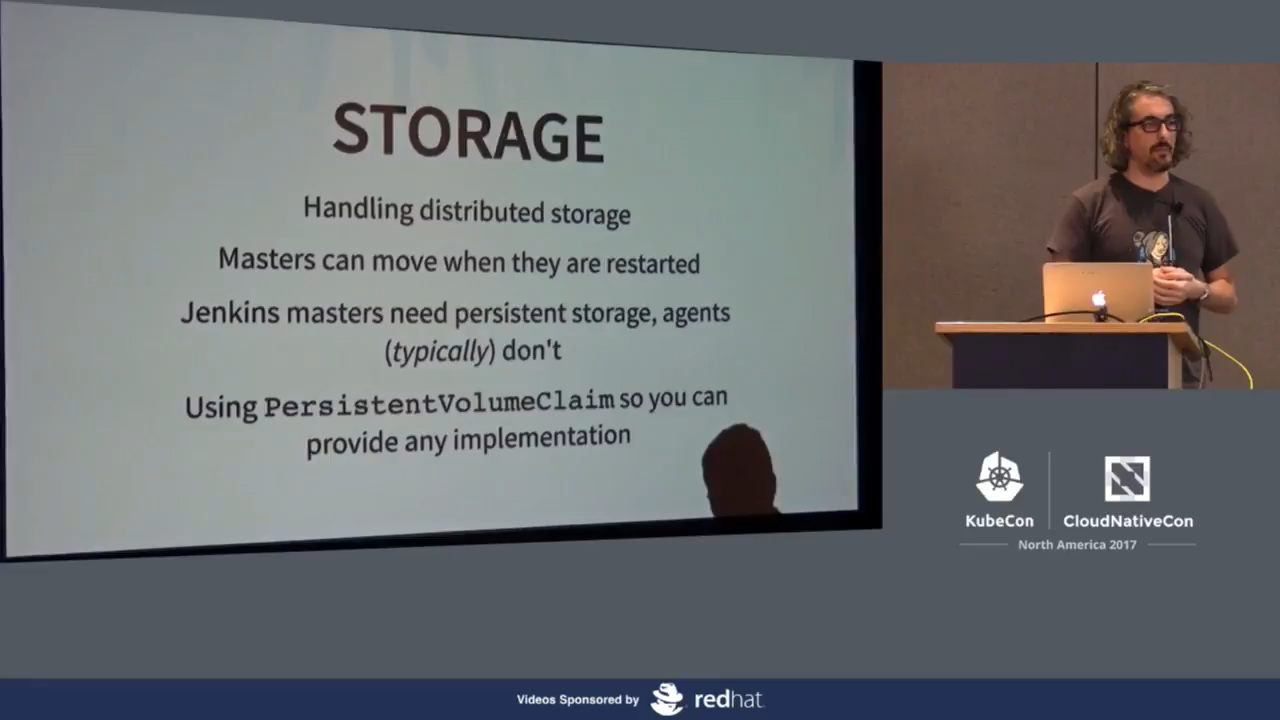 STORAGE
Handling distributed storage
Masters can move when they are restarted
Jenkins masters need persistent storage, agents
(typically) don't
Using PersistentVolumeClaim so you can
provide any implementation
KubeCon
CloudNativeCon
North America 2017
Videos Sponsored by
redhat